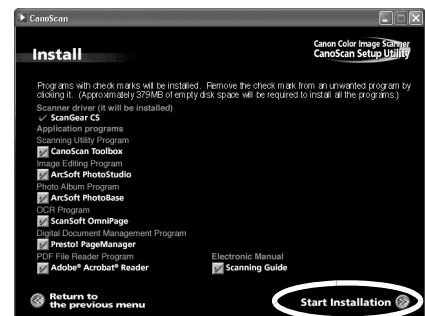 CanoScan
Install
Canon Color Image Scanner
CanoScan Setup Utility
Programs with check marks will be installed. Remove the check mark from an unwanted program by
clicking it. (Approximately 379MB of empty disk space will be required to install all the programs.)
Scanner driver (it will be installed)
ScanGear CS
Application programs
Scanning Utility Program
CanoScan Toolbox
Image Editing Program
ArcSoft PhotoStudio
Photo Album Program
ArcSoft PhotoBase
OCR Program
ScanSoft OmniPage
Digital Document Management Program
Presto! PageManager
PDF File Reader Program
Adobe® Acrobat® Reader
Electronic Manual
Scanning Guide
Return to
the previous menu
Start Installation